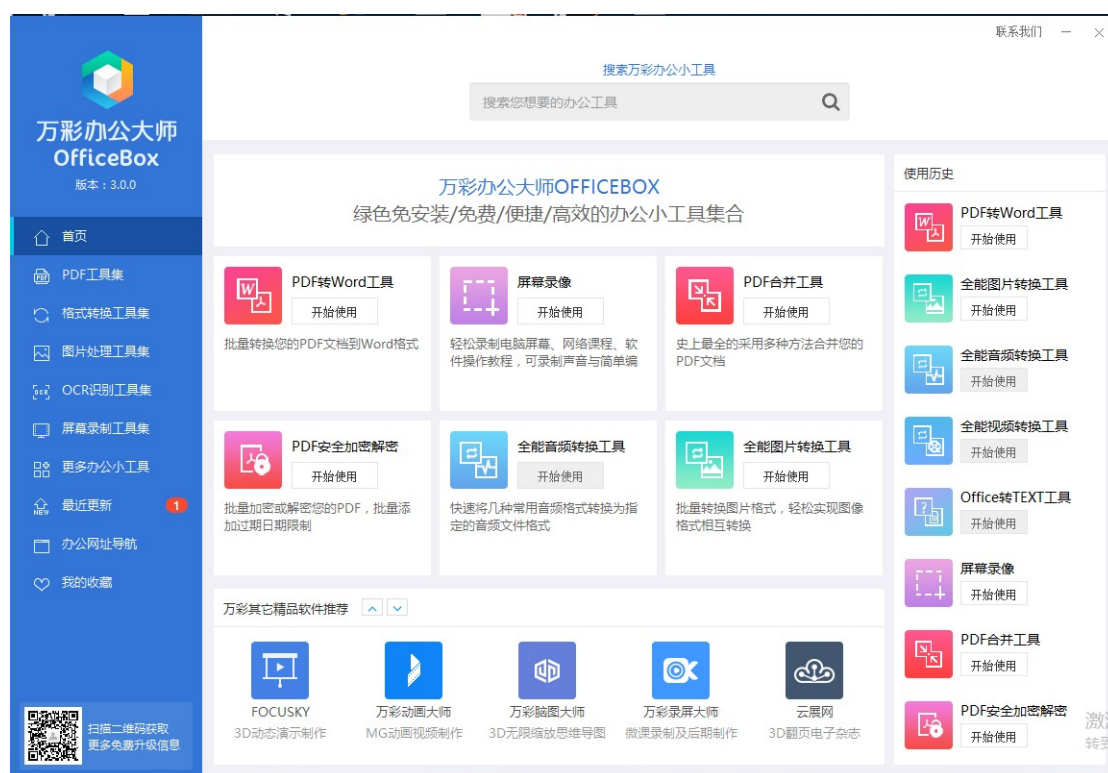 联系我们
搜索万彩办公小工具
搜索您想要的办公工具
万彩办公大师
OfficeBox
版本：3.0.0
首页
PDF工具集
格式转换工具集
图片处理工具集
OCR识别工具集
屏幕录制工具集
更多办公小工具
最近更新 1
办公网址导航
我的收藏
扫描二维码获取
更多免费升级信息
万彩办公大师OFFICEBOX
绿色免安装/免费/便捷/高效的办公小工具集合
PDF转Word工具
开始使用
批量转换您的PDF文档到Word格式
屏幕录像
开始使用
轻松录制电脑屏幕、网络课程、软
件操作教程，可录制声音与简单编
PDF合并工具
开始使用
史上最全的采用多种方法合并您的
PDF文档
PDF安全加密解密
开始使用
批量加密或解密您的PDF，批量添
加过期日期限制
全能音频转换工具
开始使用
快速将几种常用音频格式转换为指
定的音频文件格式
全能图片转换工具
开始使用
批量转换图片格式，轻松实现图像
格式相互转换
万彩其它精品软件推荐
FOCUSKY
3D动态演示制作
万彩动画大师
MG动画视频制作
万彩脑图大师
3D无限缩放思维导图
万彩录屏大师
微课录制及后期制作
云展网
3D翻页电子杂志
使用历史
PDF转Word工具
开始使用
全能图片转换工具
开始使用
全能音频转换工具
开始使用
全能视频转换工具
开始使用
Office转TEXT工具
开始使用
屏幕录像
开始使用
PDF合并工具
开始使用
PDF安全加密解密
开始使用
激
转到